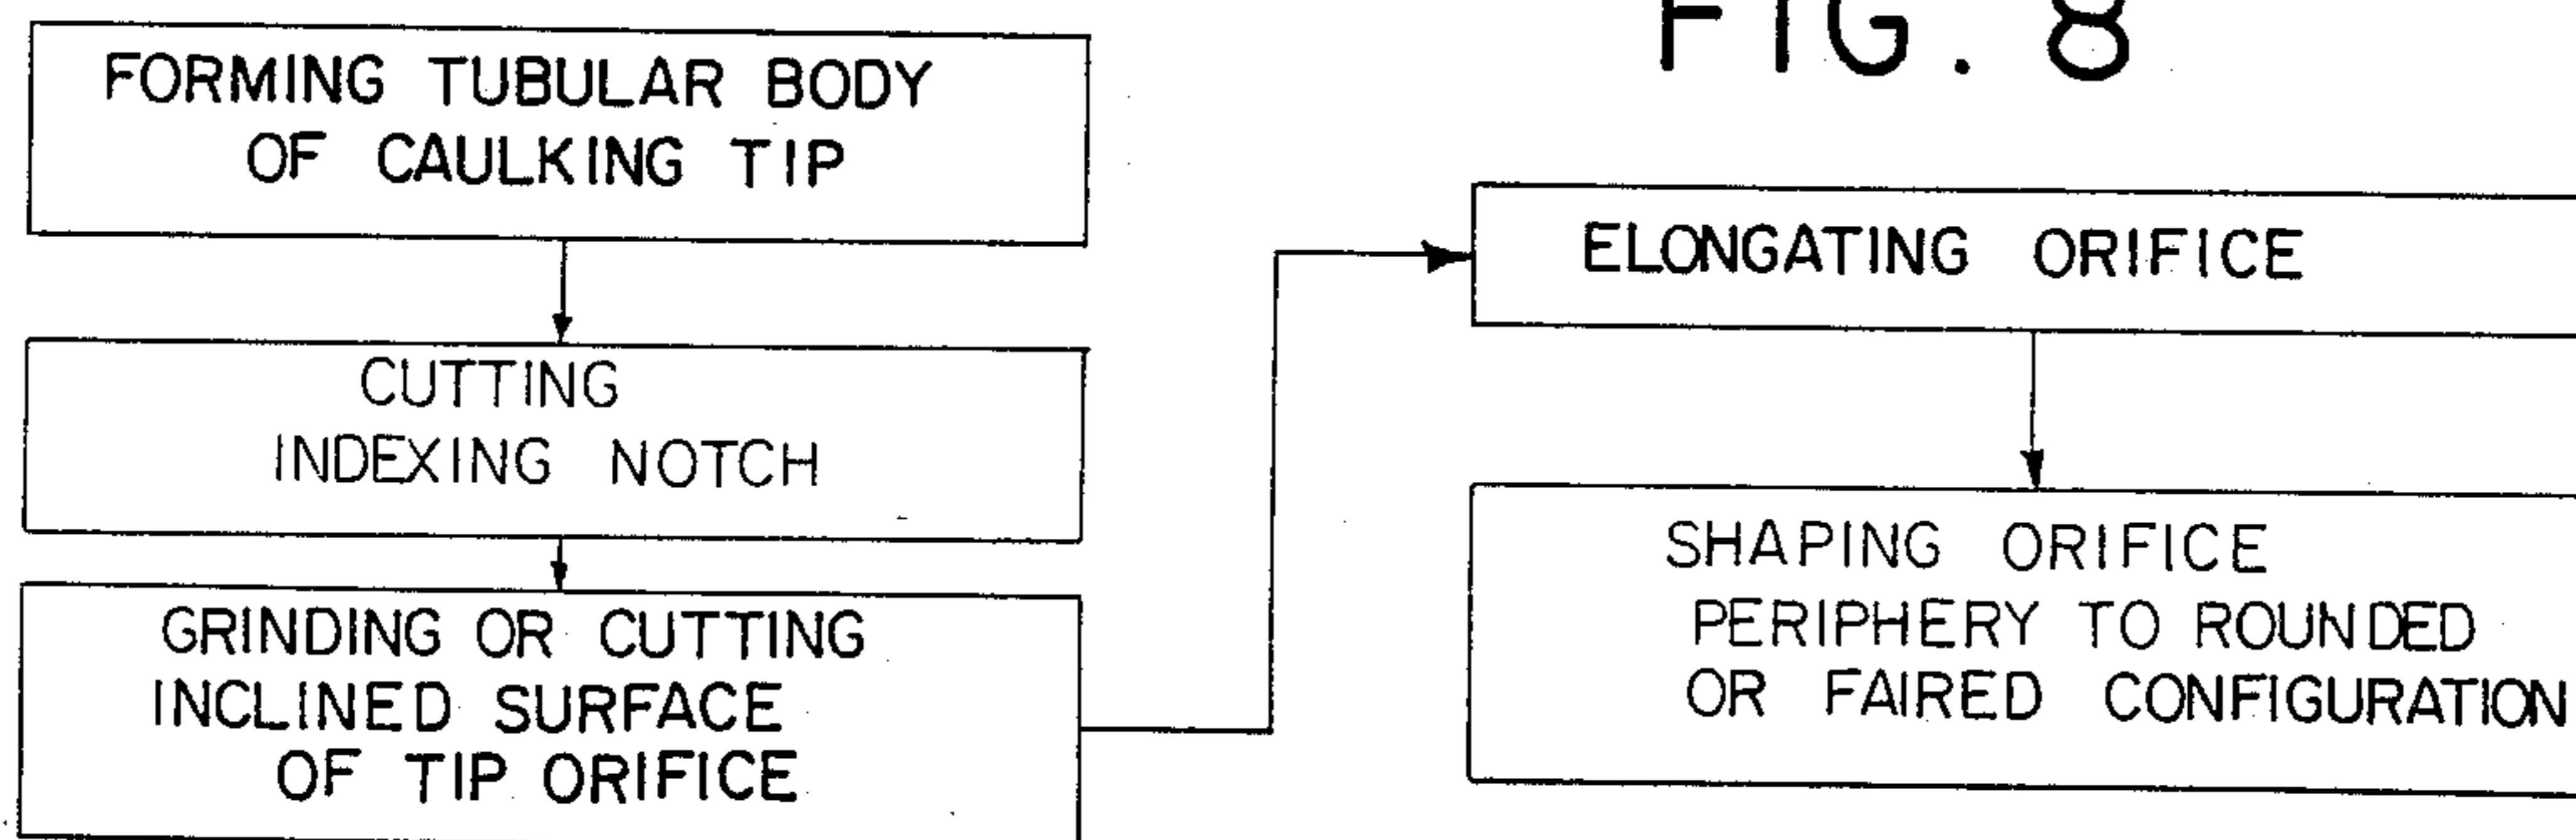 FIG. 8
FORMING TUBULAR BODY
OF CAULKING TIP
CUTTING
INDEXING NOTCH
GRINDING OR CUTTING
INCLINED SURFACE
OF TIP ORIFICE
ELONGATING ORIFICE
SHAPING ORIFICE
PERIPHERY TO ROUNDED
OR FAIRED CONFIGURATION